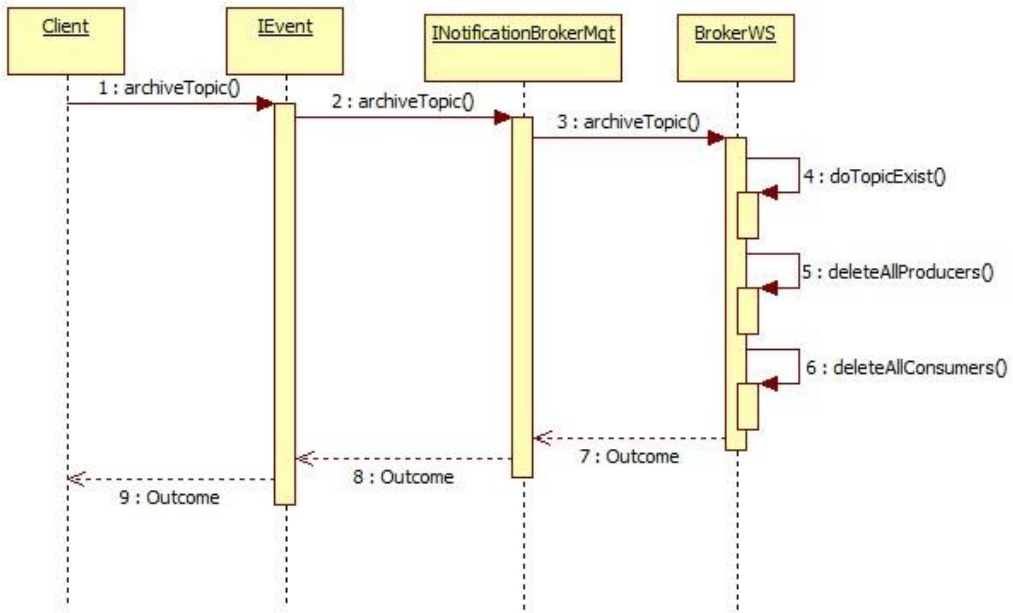 Client
IEvent
INotificationBrokerMgt
BrokerWS
1 : archiveTopic()
2 : archiveTopic()
3 : archiveTopic()
4 : doTopicExist()
5 : deleteAllProducers()
6 : deleteAllConsumers()
7 : Outcome
8 : Outcome
9 : Outcome